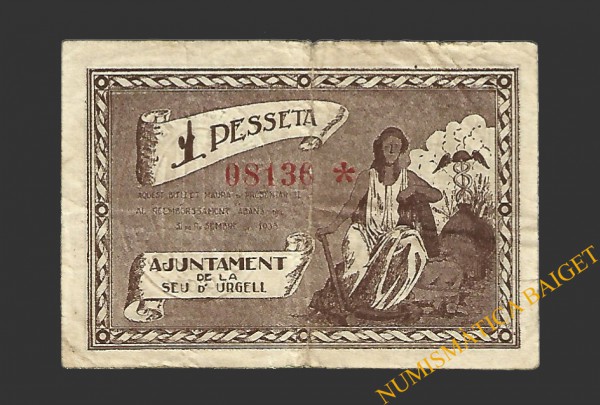 1 PESSETA
08136 *
AQUEST BITLLET HAURÀ DE PRESENTAR-SE
AL REEMBORSSAMENT ABANS DEL
31 DE DESEMBRE DE 1938
AJUNTAMENT
DE LA
SEU D' URGELL
NUMISMATICA BAIGET